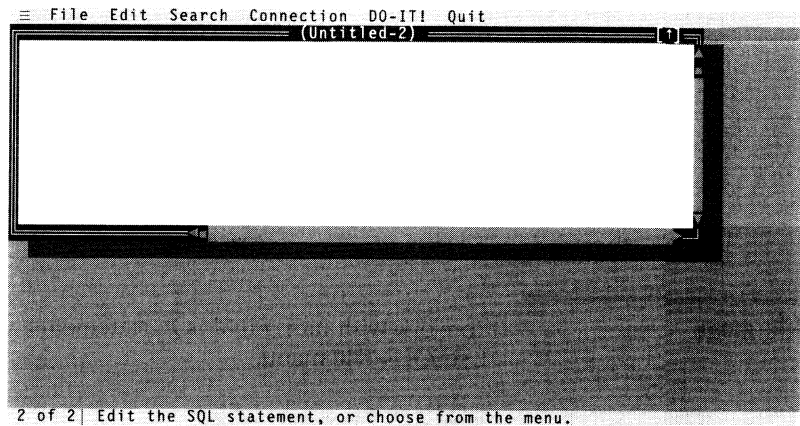 ≡ File Edit Search Connection DO-IT! Quit
(Untitled-2)
2 of 2| Edit the SQL statement, or choose from the menu.